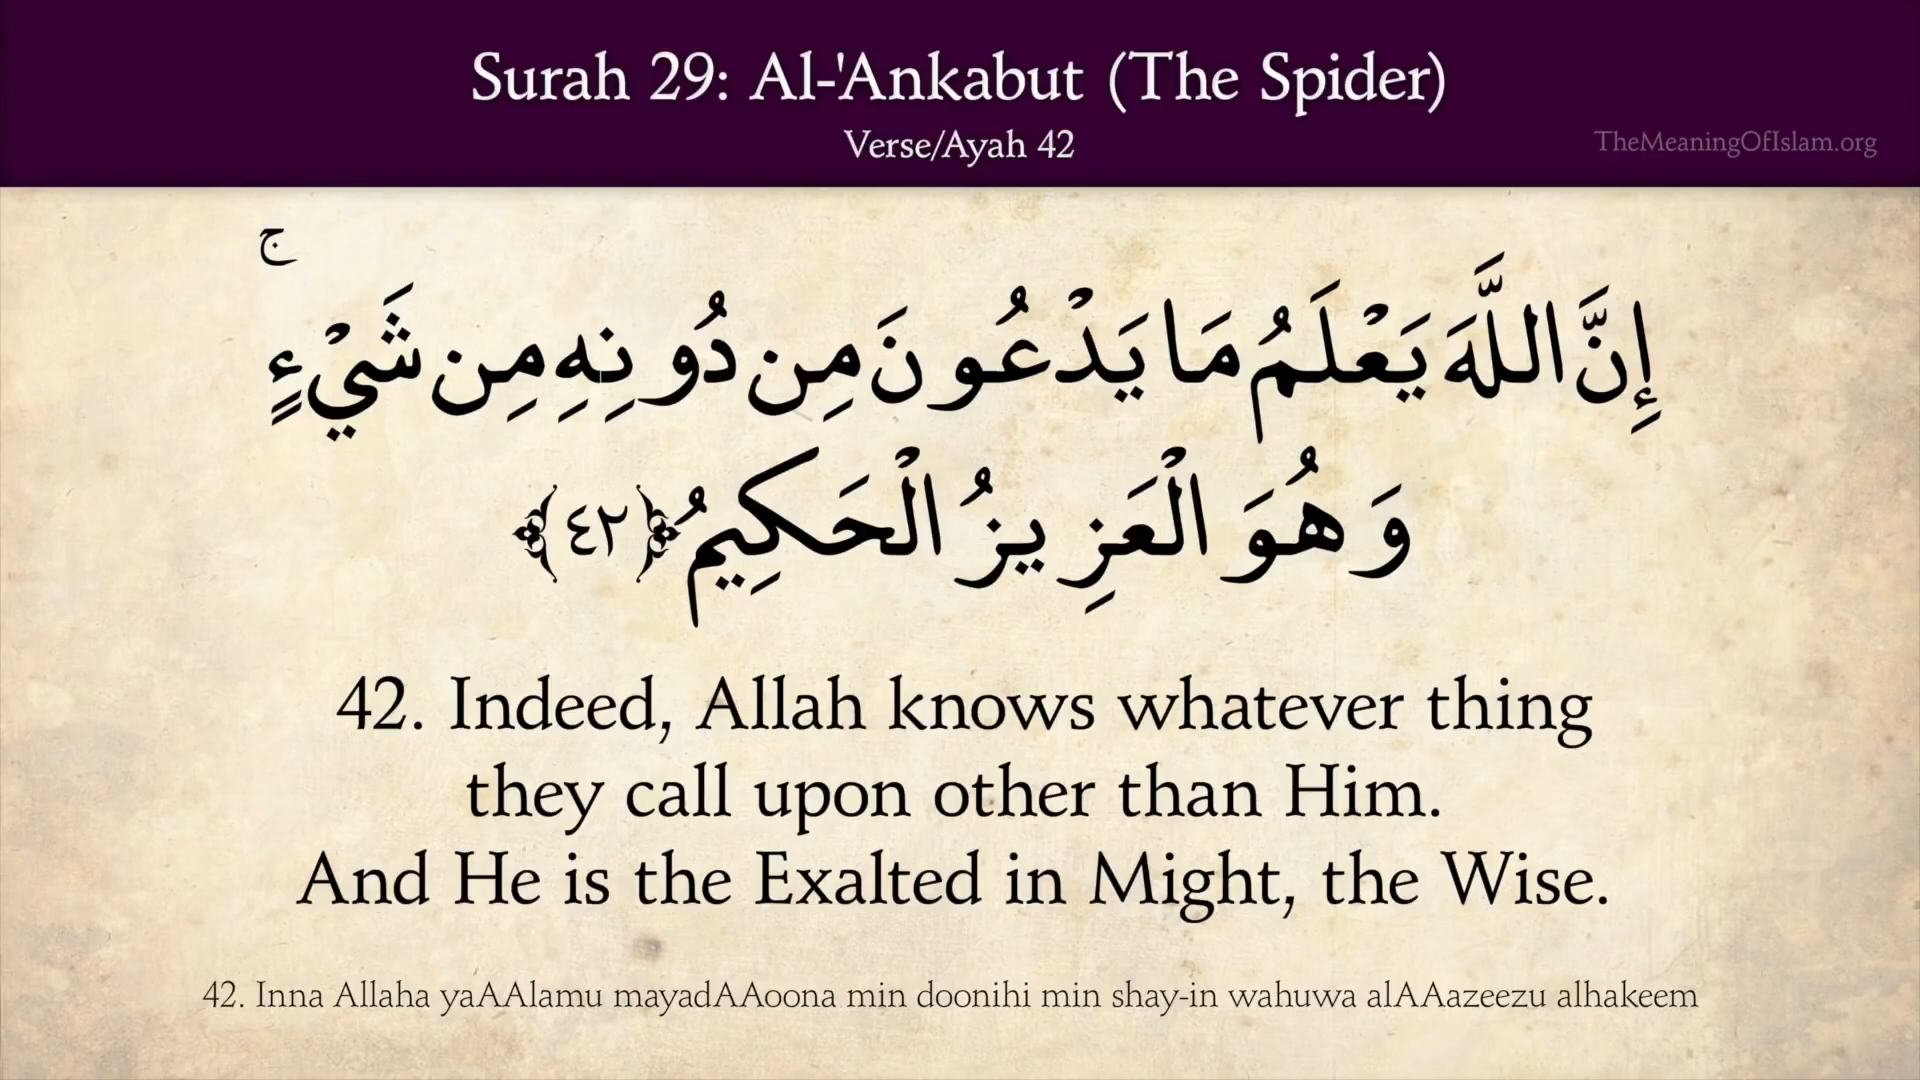 Surah 29: Al-'Ankabut (The Spider)
Verse/Ayah 42
TheMeaningOfIslam.org
إِنَّ اللَّهَ يَعْلَمُ مَا يَدْعُونَ مِن دُونِهِ مِن شَيْءٍ ۚ
وَهُوَ الْعَزِيزُ الْحَكِيمُ ﴿٤٢﴾
42. Indeed, Allah knows whatever thing
they call upon other than Him.
And He is the Exalted in Might, the Wise.
42. Inna Allaha yaAAlamu mayadAAoona min doonihi min shay-in wahuwa alAAazeezu alhakeem